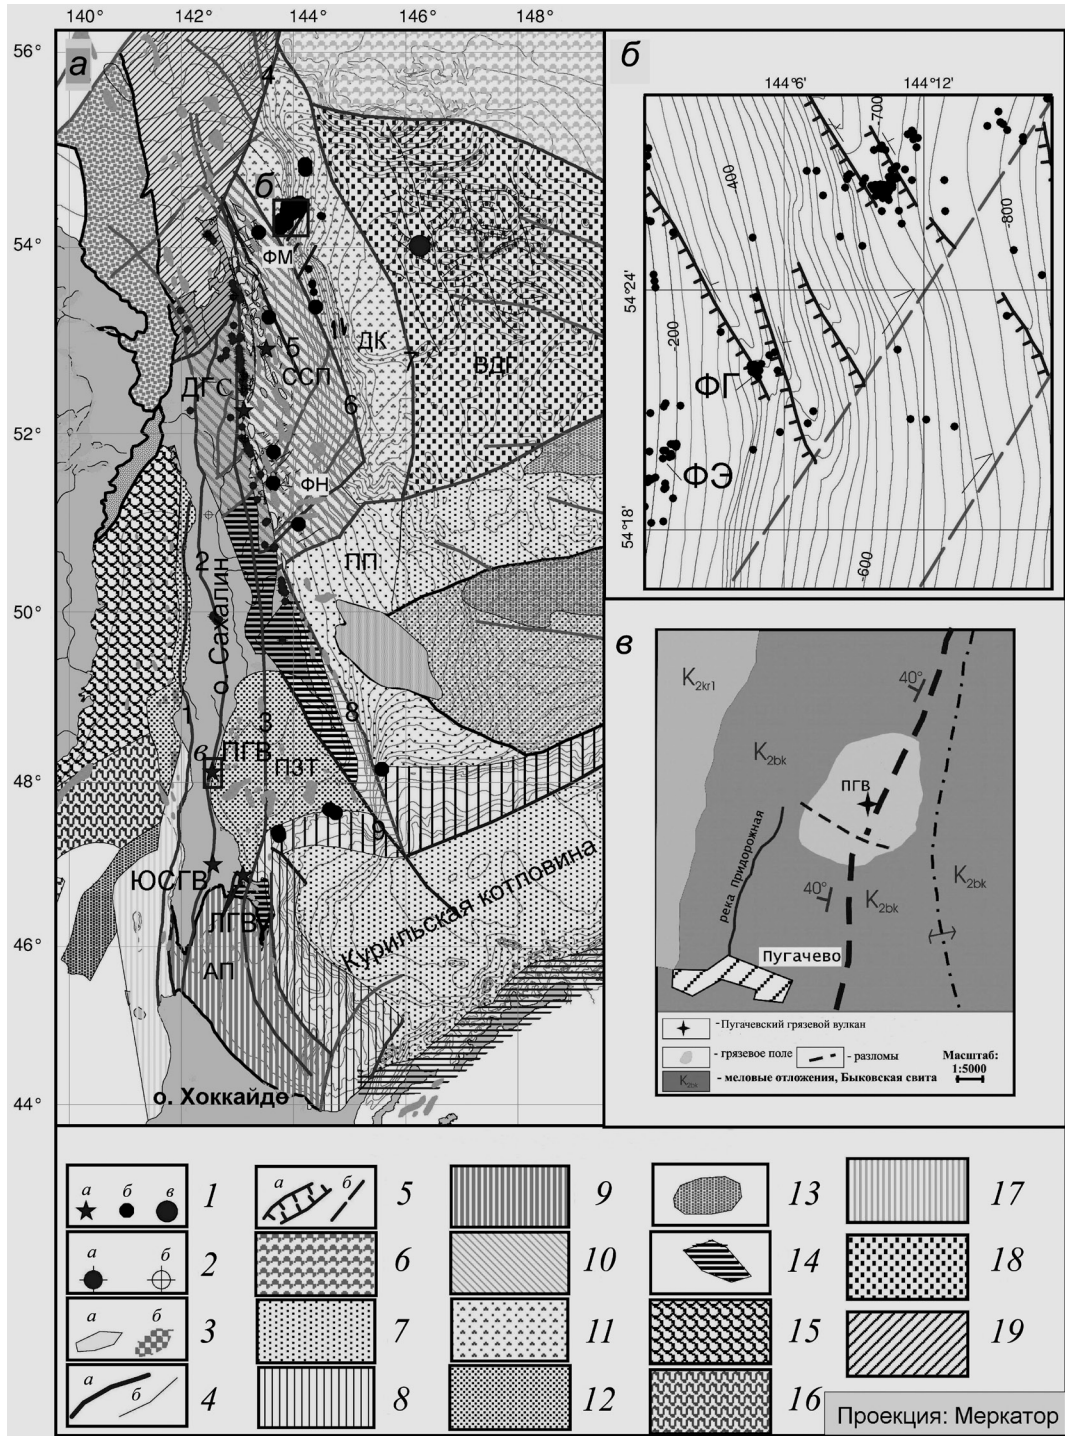 140° 142° 144° 146° 148°
56°
54°
52°
50°
48°
46°
44°
а
4
б
ФМ
5
ССП
ДК
7
ВДГ
ДГС
6
ФН
2
о. Сахалин
ПП
1
3
8
в
ПГВ
ПЗТ
9
ЮСГВ
ЛГВ
АП
Курильская котловина
о. Хоккайдо
б
144°6' 144°12'
-700
400
-800
54°24'
-200
ФГ
ФЭ
54°18'
-600
в
K2kr1
40°
K2bk
ПГВ
река Придорожная
K2bk
40°
K2bk
Пугачево
- Пугачевский грязевой вулкан
- грязевое поле
- разломы
Масштаб:
1:5000
K2bk
- меловые отложения, Быковская свита
а б в 1
а б 2
а б 3
а б 4
а б 5
6
7
8
9
10
11
12
13
14
15
16
17
18
19
Проекция: Меркатор